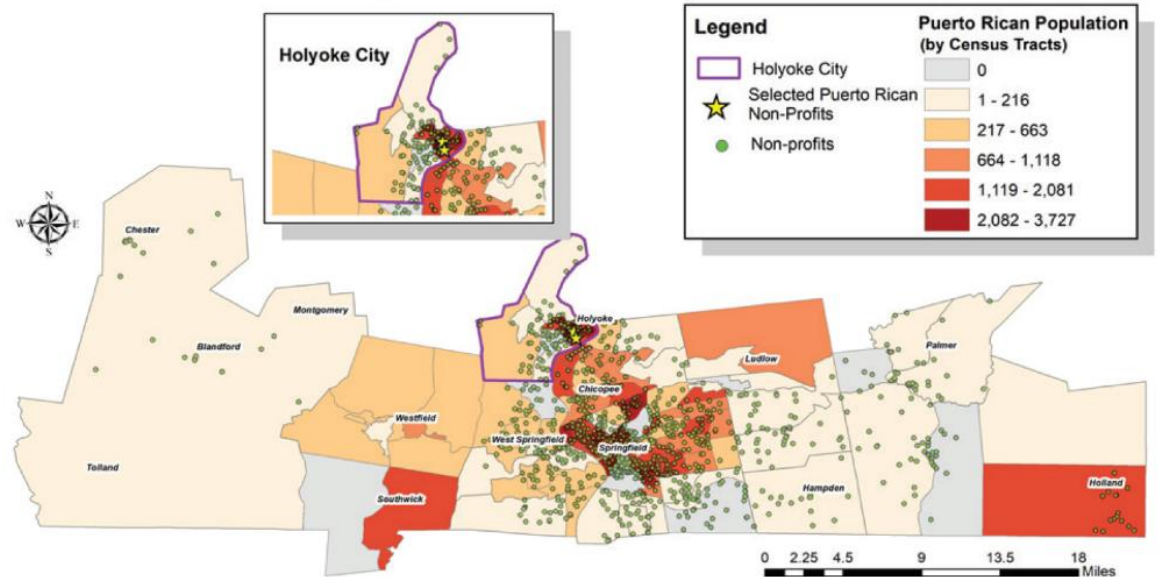 Holyoke City
Legend
Holyoke City
Selected Puerto Rican
Non-Profits
Non-profits
Puerto Rican Population
(by Census Tracts)
0
1 - 216
217 - 663
664 - 1,118
1,119 - 2,081
2,082 - 3,727
N
W
E
S
Chester
Montgomery
Blandford
Tolland
Holyoke
Ludlow
Palmer
Chicopee
Westfield
West Springfield
Springfield
Southwick
Hampden
Holland
0 2.25 4.5 9 13.5 18
Miles